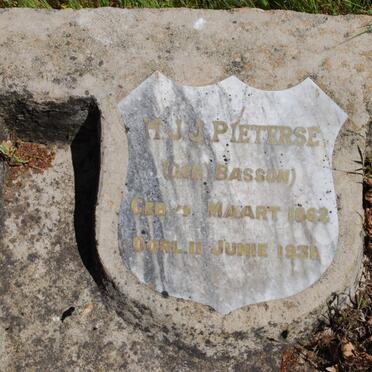 M J J PIETERSE
(GEB BASSON)
GEB MAART 1862
OORL 11 JUNIE